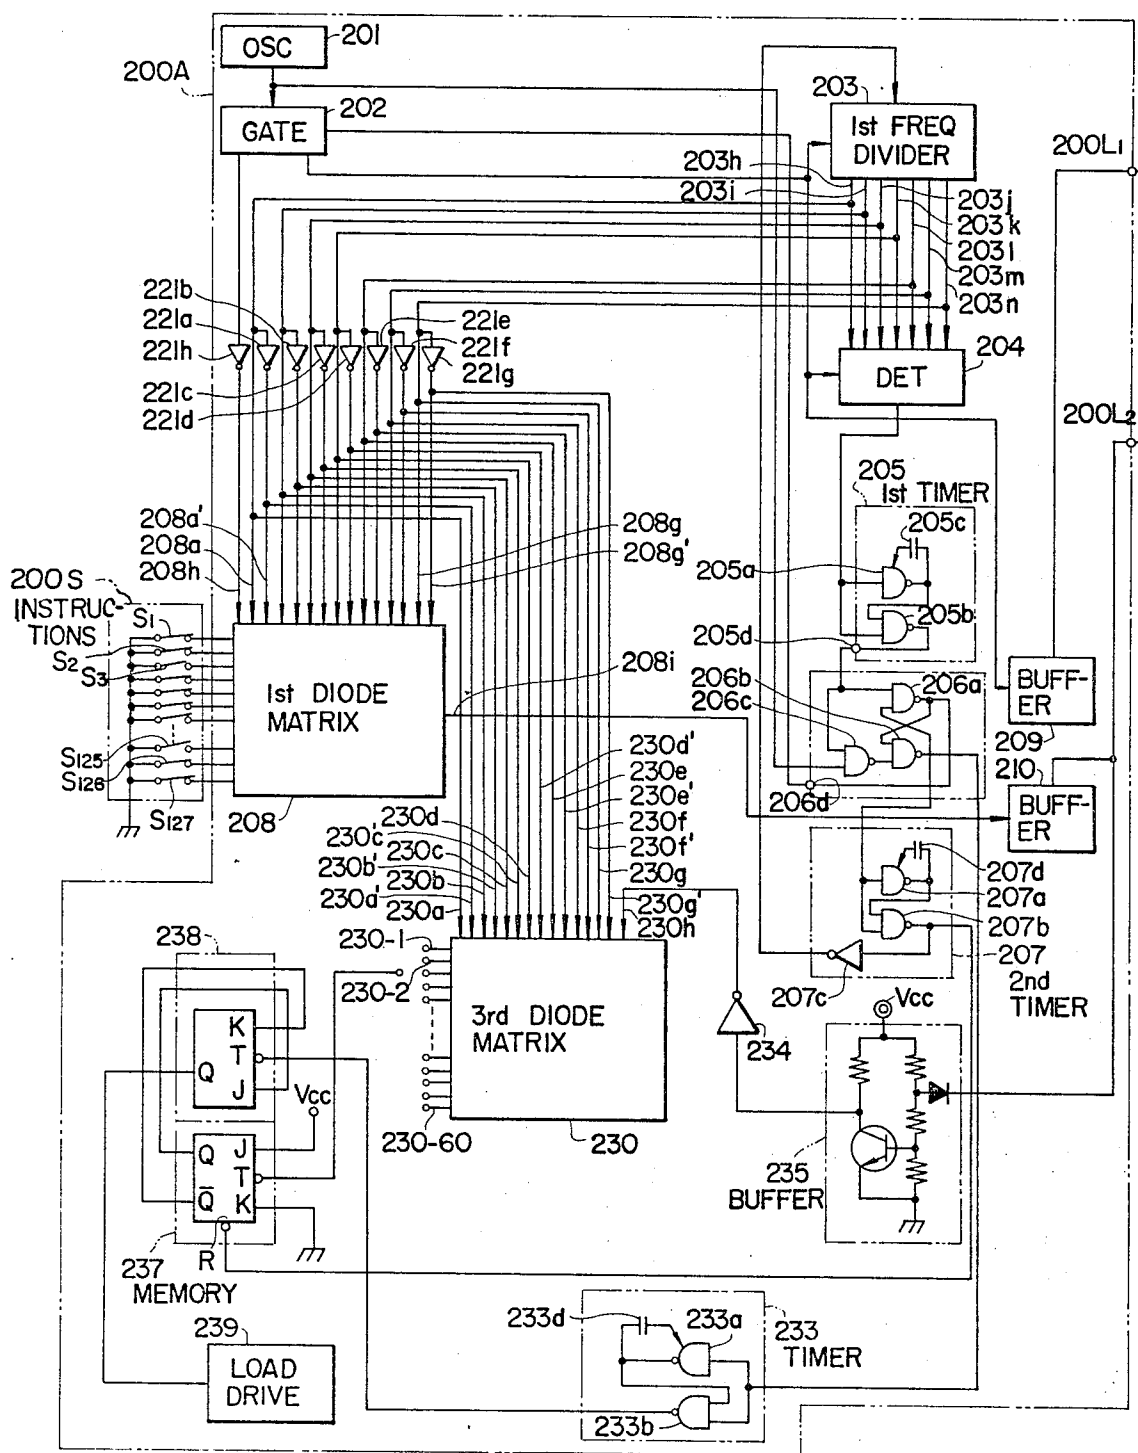 OSC
201
200A
202
GATE
203
1st FREQ
DIVIDER
200L1
203h
203i
203j
203k
203l
203m
203n
221b
221a
221h
221c
221d
221e
221f
221g
204
DET
200L2
205
1st TIMER
205c
205a
205b
205d
208a'
208a
208h
208g
208g'
200S
INSTRUC-
TIONS
S1
S2
S3
S125
S126
S127
1st DIODE
MATRIX
208
208i
206b
206c
206a
206d
BUFF-
ER
209
210
BUFF-
ER
230d'
230e
230e'
230f
230f'
230g
230g'
230h
230d
230c'
230c
230b'
230b
230a'
230a
207d
207a
207b
207
2nd
TIMER
207c
230-1
230-2
230-60
3rd DIODE
MATRIX
230
234
Vcc
238
K
T
J
Q
Vcc
Q
J
T
Q̅
K
R
237
MEMORY
235
BUFFER
239
LOAD
DRIVE
233d
233a
233
TIMER
233b